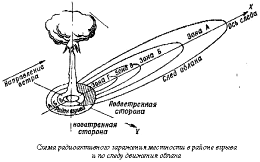 X
Ось следа
Зона А
Зона Б
Зона В
Зона Г
След облака
Направление
ветра
Подветренная
сторона
Наветренная
сторона
Y
Схема радиоактивного заражения местности в районе взрыва
и по следу движения облака